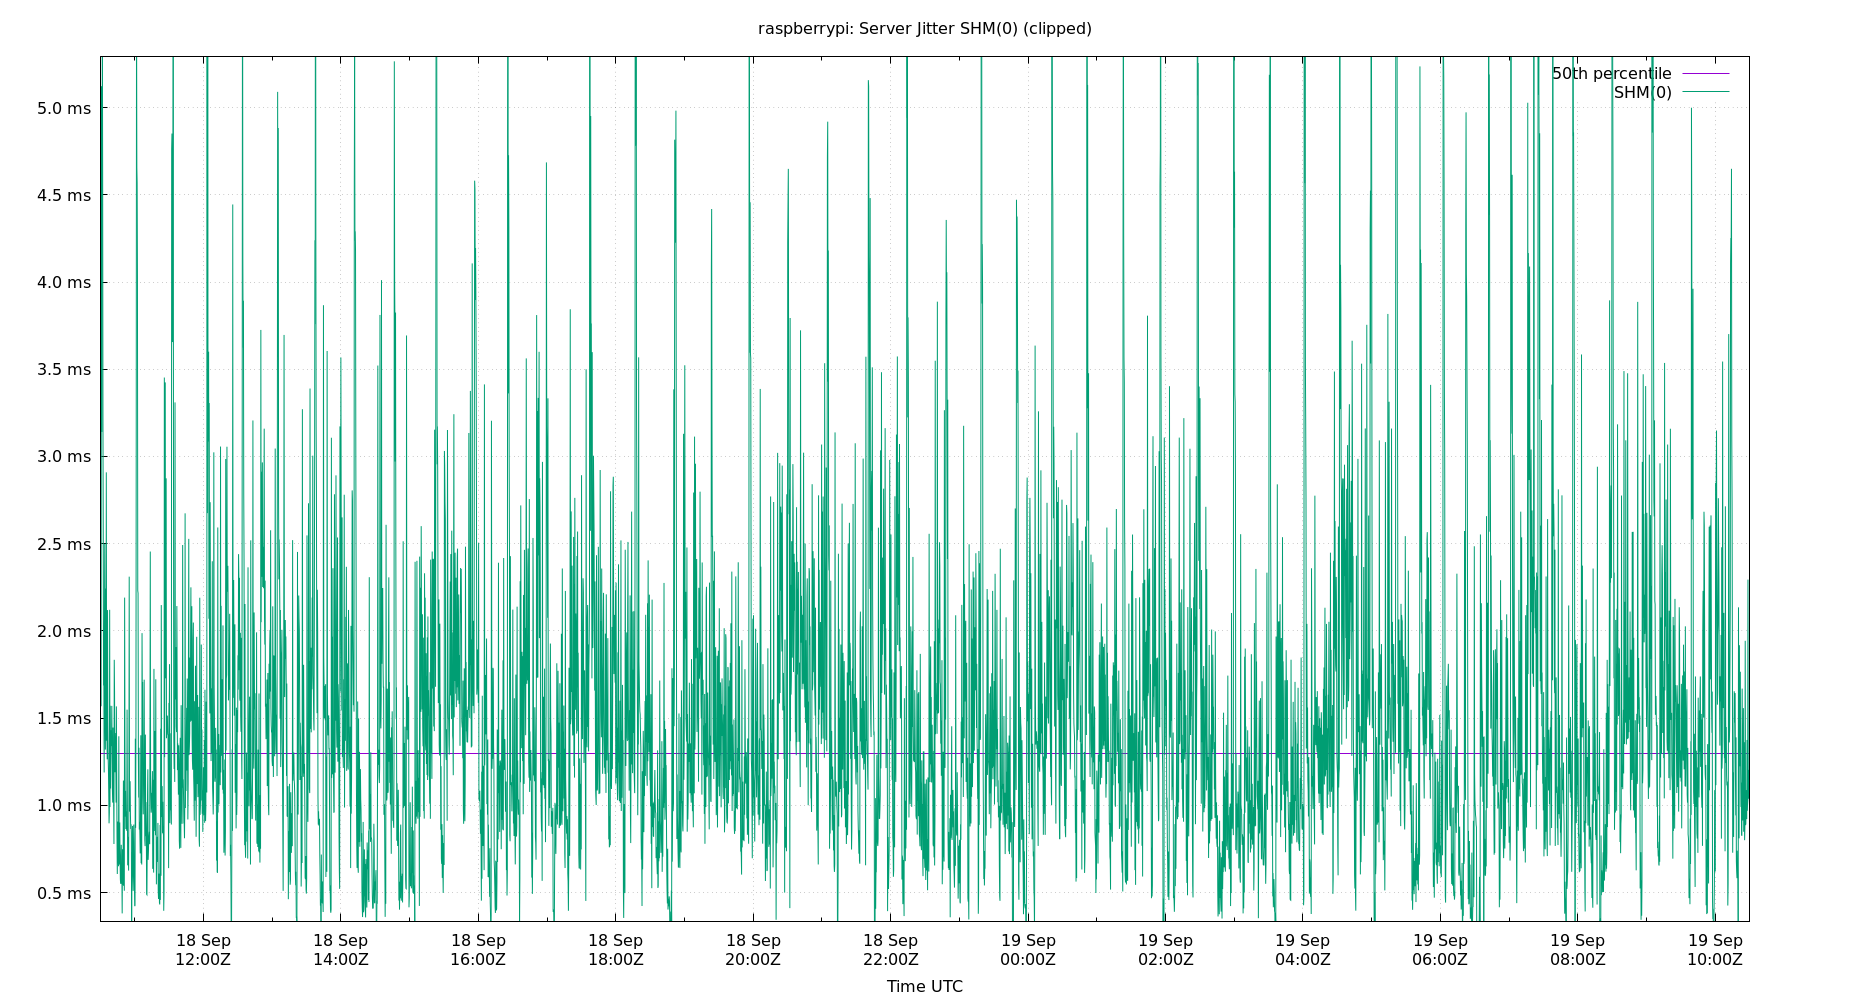 raspberrypi: Server Jitter SHM(0) (clipped)
50th percentile
SHM(0)
5.0 ms
4.5 ms
4.0 ms
3.5 ms
3.0 ms
2.5 ms
2.0 ms
1.5 ms
1.0 ms
0.5 ms
18 Sep 18 Sep 18 Sep 18 Sep 18 Sep 18 Sep 19 Sep 19 Sep 19 Sep 19 Sep 19 Sep 19 Sep
12:00Z 14:00Z 16:00Z 18:00Z 20:00Z 22:00Z 00:00Z 02:00Z 04:00Z 06:00Z 08:00Z 10:00Z
Time UTC